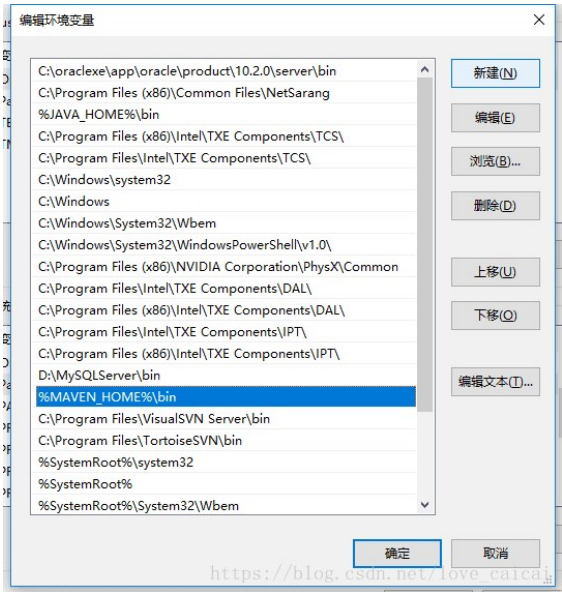 编辑环境变量
C:\oraclexe\app\oracle\product\10.2.0\server\bin
C:\Program Files (x86)\Common Files\NetSarang
%JAVA_HOME%\bin
C:\Program Files (x86)\Intel\TXE Components\TCS\
C:\Program Files\Intel\TXE Components\TCS\
C:\Windows\system32
C:\Windows
C:\Windows\System32\Wbem
C:\Windows\System32\WindowsPowerShell\v1.0\
C:\Program Files (x86)\NVIDIA Corporation\PhysX\Common
C:\Program Files\Intel\TXE Components\DAL\
C:\Program Files (x86)\Intel\TXE Components\DAL\
C:\Program Files\Intel\TXE Components\IPT\
C:\Program Files (x86)\Intel\TXE Components\IPT\
D:\MySQLServer\bin
%MAVEN_HOME%\bin
C:\Program Files\VisualSVN Server\bin
C:\Program Files\TortoiseSVN\bin
%SystemRoot%\system32
%SystemRoot%
%SystemRoot%\System32\Wbem
新建(N)
编辑(E)
浏览(B)...
删除(D)
上移(U)
下移(O)
编辑文本(T)...
确定
取消
https://blog.csdn.net/love_caicai